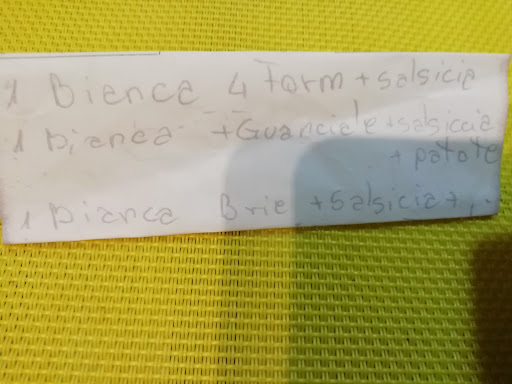 1 Bianca 4 Form + salsicia
1 Bianca + Guanciale + salsiccia
+ patate
1 Bianca Brie + Salsicia +